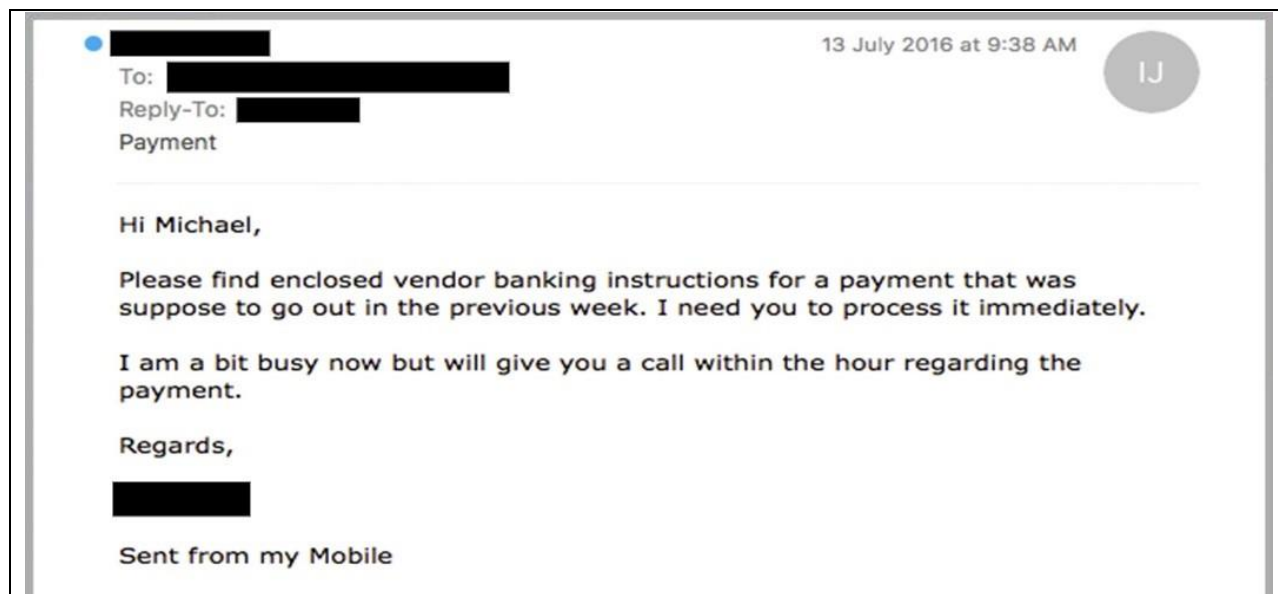 13 July 2016 at 9:38 AM
IJ
To:
Reply-To:
Payment
Hi Michael,
Please find enclosed vendor banking instructions for a payment that was
suppose to go out in the previous week. I need you to process it immediately.
I am a bit busy now but will give you a call within the hour regarding the
payment.
Regards,
Sent from my Mobile